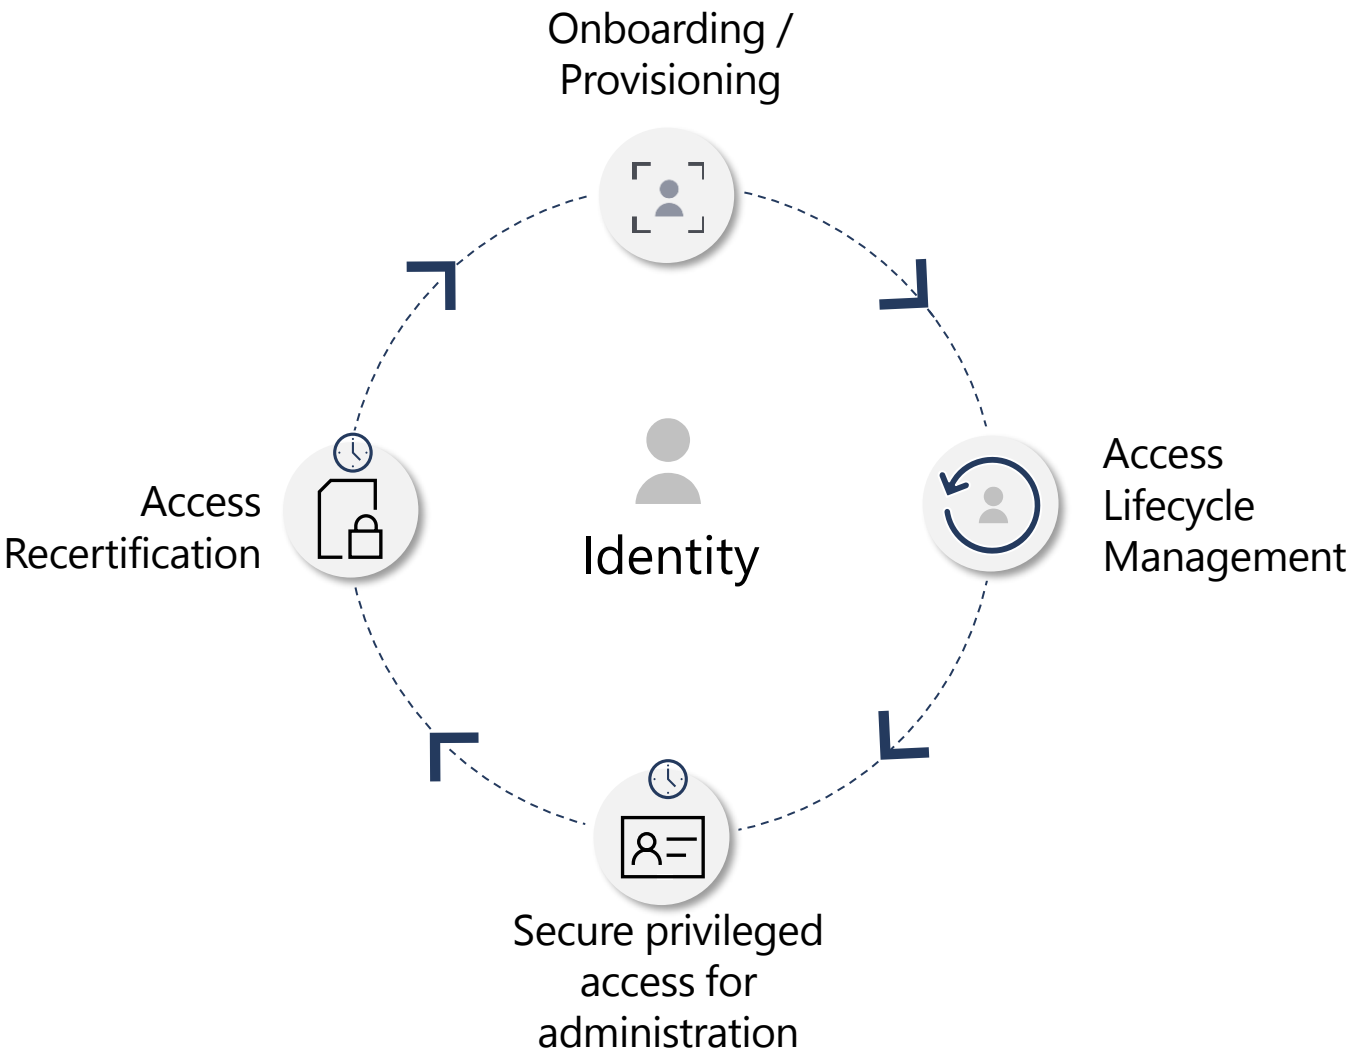 Onboarding /
Provisioning
Access
Lifecycle
Management
Access
Recertification
Identity
Secure privileged
access for
administration